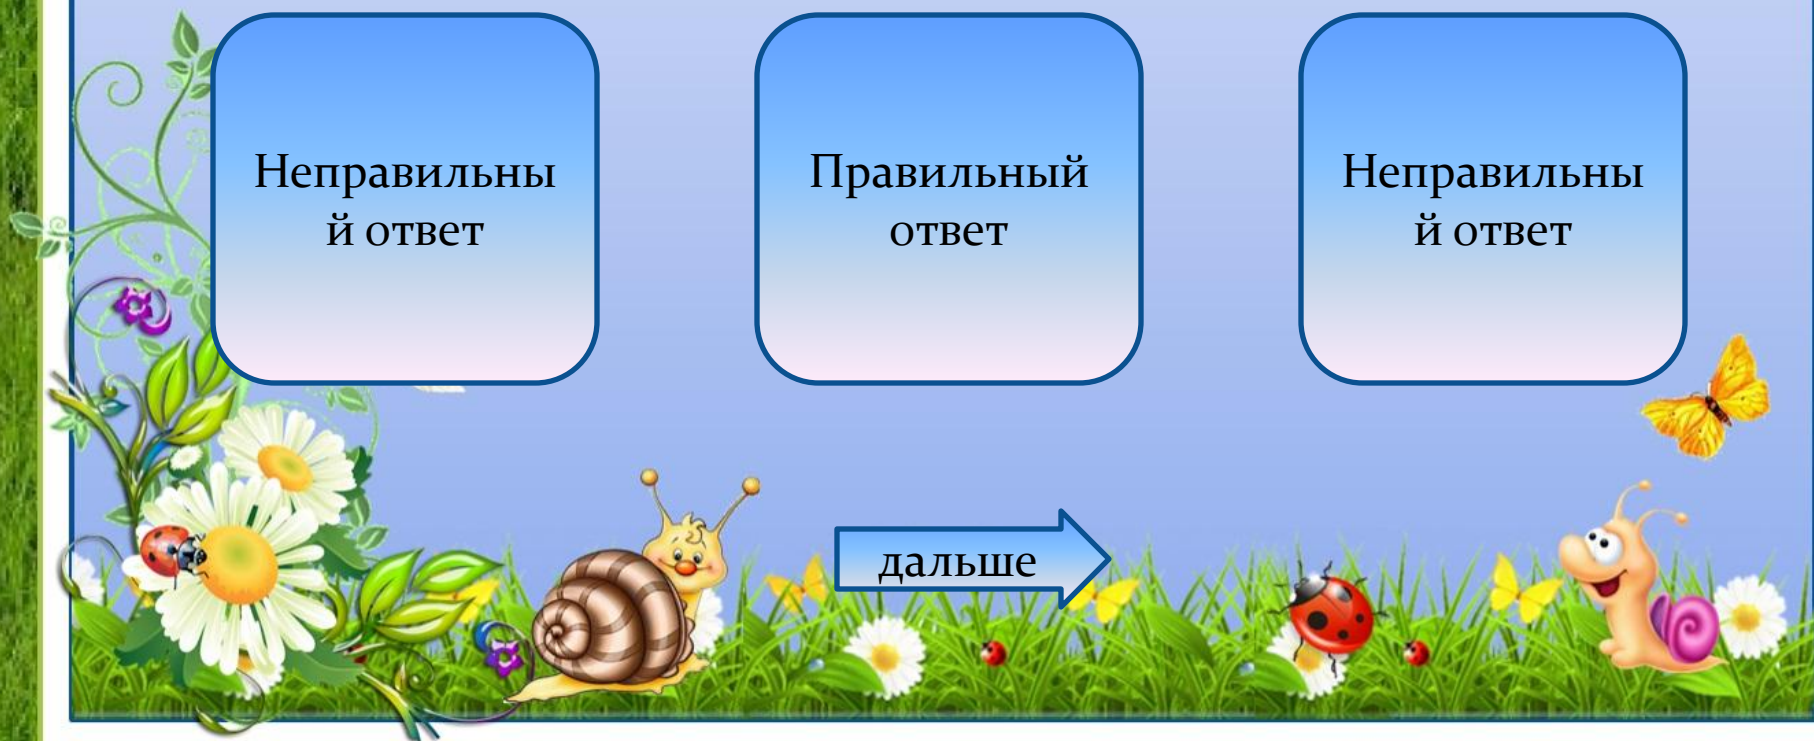 Неправильны
й ответ
Правильный
ответ
Неправильны
й ответ
дальше